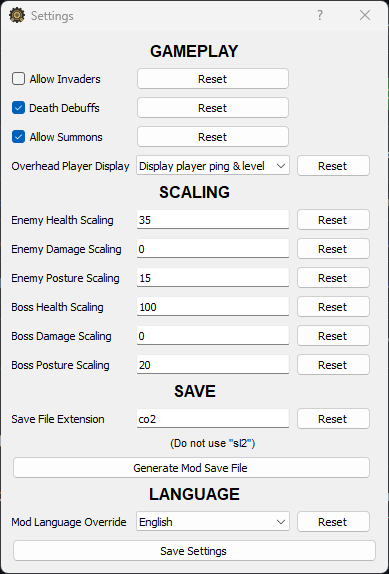 Settings
GAMEPLAY
Allow Invaders Reset
Death Debuffs Reset
Allow Summons Reset
Overhead Player Display Display player ping & level Reset
SCALING
Enemy Health Scaling 35 Reset
Enemy Damage Scaling 0 Reset
Enemy Posture Scaling 15 Reset
Boss Health Scaling 100 Reset
Boss Damage Scaling 0 Reset
Boss Posture Scaling 20 Reset
SAVE
Save File Extension co2 Reset
(Do not use "sl2")
Generate Mod Save File
LANGUAGE
Mod Language Override English Reset
Save Settings